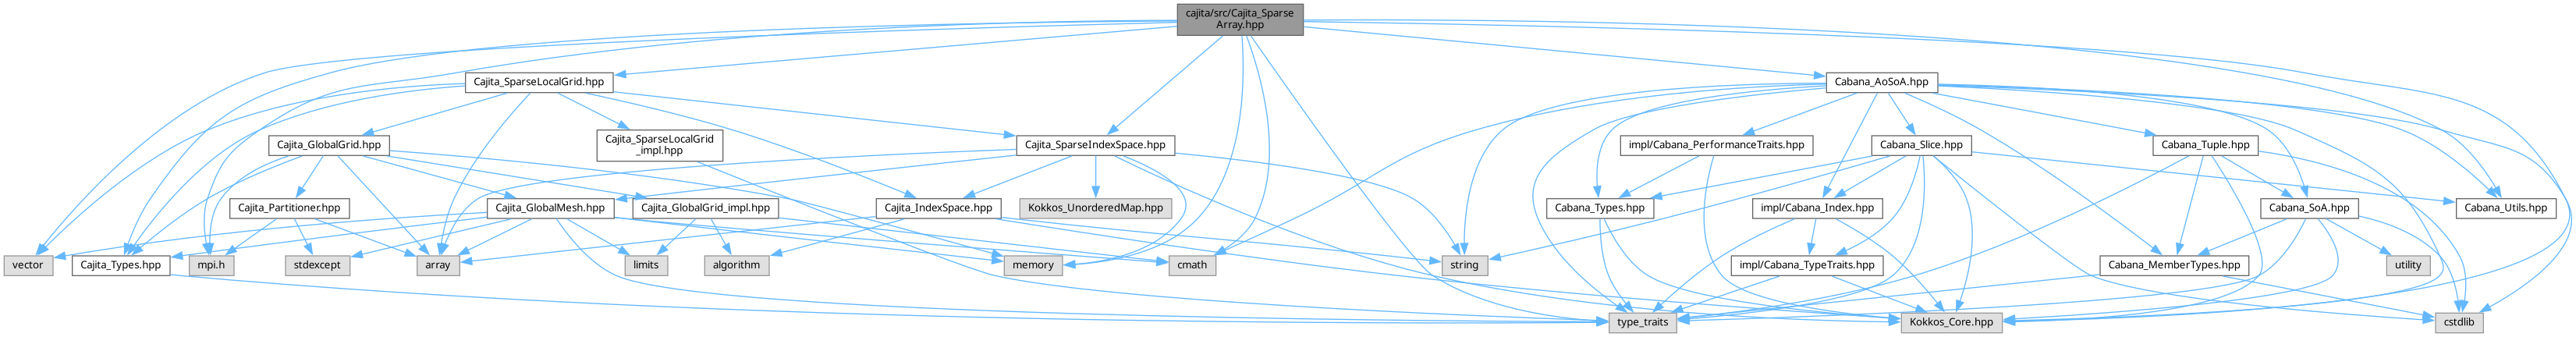 cajita/src/Cajita_Sparse
Array.hpp
Cajita_SparseLocalGrid.hpp
Cabana_AoSoA.hpp
Cajita_GlobalGrid.hpp
Cajita_SparseLocalGrid
_impl.hpp
Cajita_SparseIndexSpace.hpp
impl/Cabana_PerformanceTraits.hpp
Cabana_Slice.hpp
Cabana_Tuple.hpp
Cajita_Partitioner.hpp
Cajita_GlobalMesh.hpp
Cajita_GlobalGrid_impl.hpp
Cajita_IndexSpace.hpp
Kokkos_UnorderedMap.hpp
Cabana_Types.hpp
impl/Cabana_Index.hpp
Cabana_SoA.hpp
Cabana_Utils.hpp
vector
Cajita_Types.hpp
mpi.h
stdexcept
array
limits
algorithm
memory
cmath
string
impl/Cabana_TypeTraits.hpp
Cabana_MemberTypes.hpp
utility
type_traits
Kokkos_Core.hpp
cstdlib